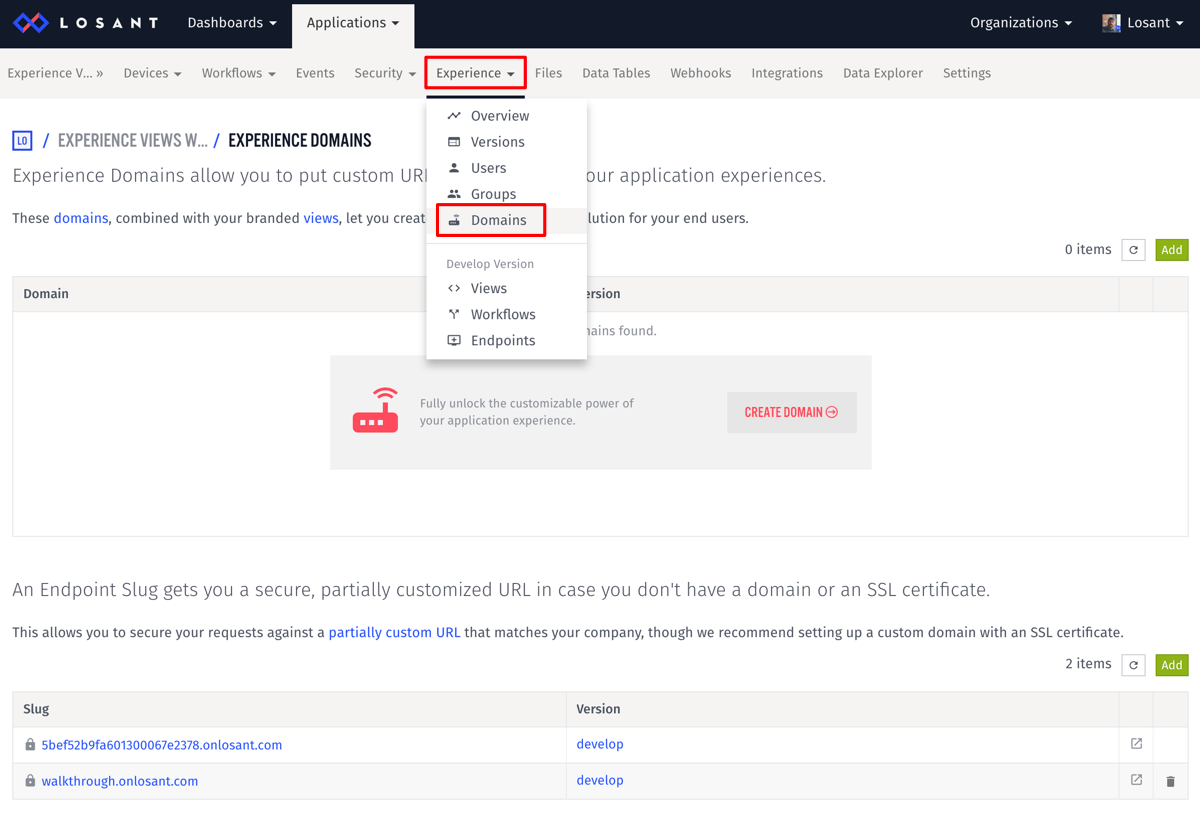 LOSANT Dashboards Applications Organizations Losant
Experience V... » Devices Workflows Events Security Experience Files Data Tables Webhooks Integrations Data Explorer Settings
Overview
Versions
Users
Groups
Domains
Develop Version
Views
Workflows
Endpoints
LO / EXPERIENCE VIEWS W... / EXPERIENCE DOMAINS
Experience Domains allow you to put custom UR our application experiences.
These domains, combined with your branded views, let you creat lution for your end users.
0 items Add
Domain ersion
ains found.
Fully unlock the customizable power of
your application experience.
CREATE DOMAIN
An Endpoint Slug gets you a secure, partially customized URL in case you don't have a domain or an SSL certificate.
This allows you to secure your requests against a partially custom URL that matches your company, though we recommend setting up a custom domain with an SSL certificate.
2 items Add
Slug Version
5bef52b9fa601300067e2378.onlosant.com develop
walkthrough.onlosant.com develop